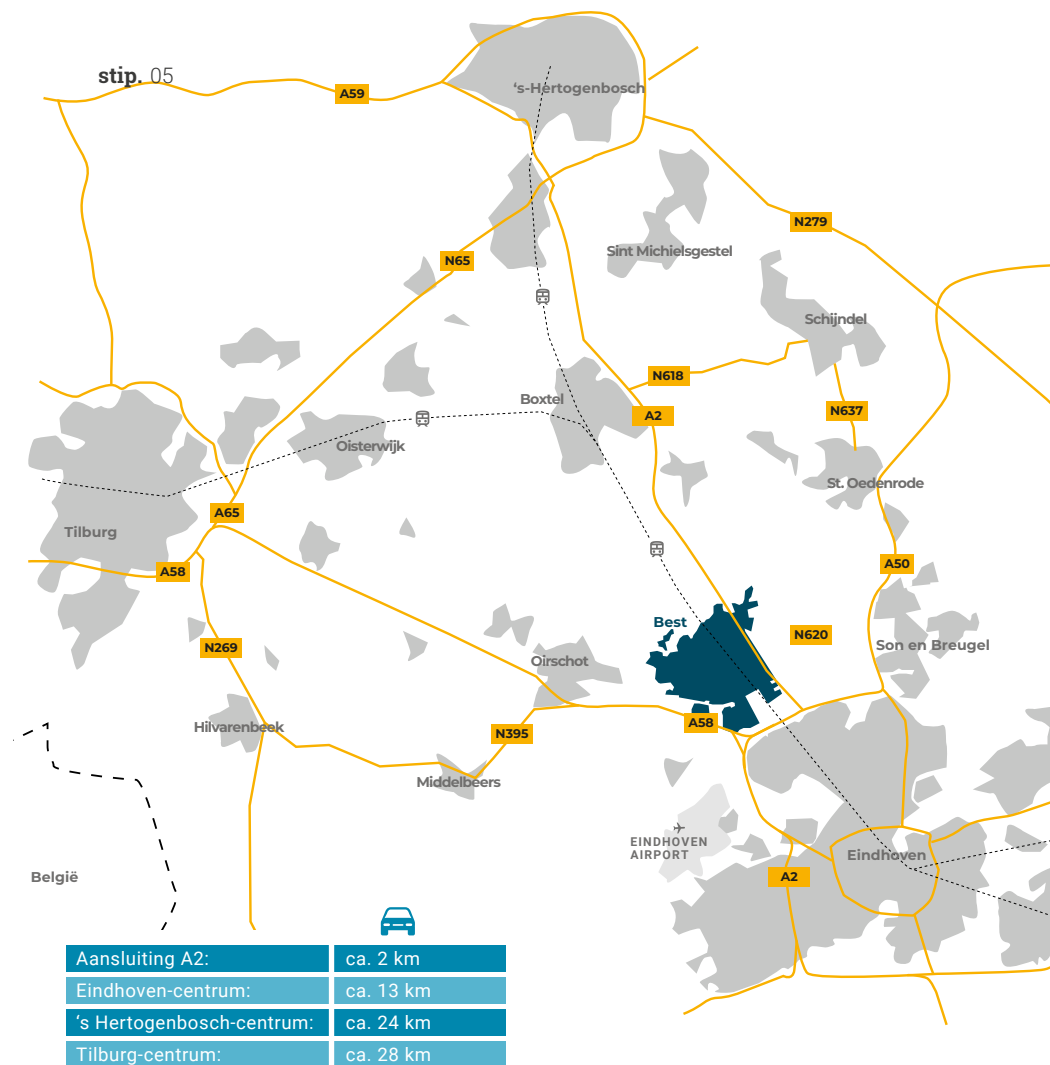 stip. 05
A59
‘s-Hertogenbosch
N279
Sint Michielsgestel
N65
Schijndel
N618
Boxtel
A2
N637
Oisterwijk
St. Oedenrode
A65
Tilburg
A58
A50
Best
N620
N269
Son en Breugel
Oirschot
Hilvarenbeek
A58
N395
Middelbeers
EINDHOVEN
AIRPORT
Eindhoven
België
A2
Aansluiting A2: ca. 2 km
Eindhoven-centrum: ca. 13 km
‘s Hertogenbosch-centrum: ca. 24 km
Tilburg-centrum: ca. 28 km